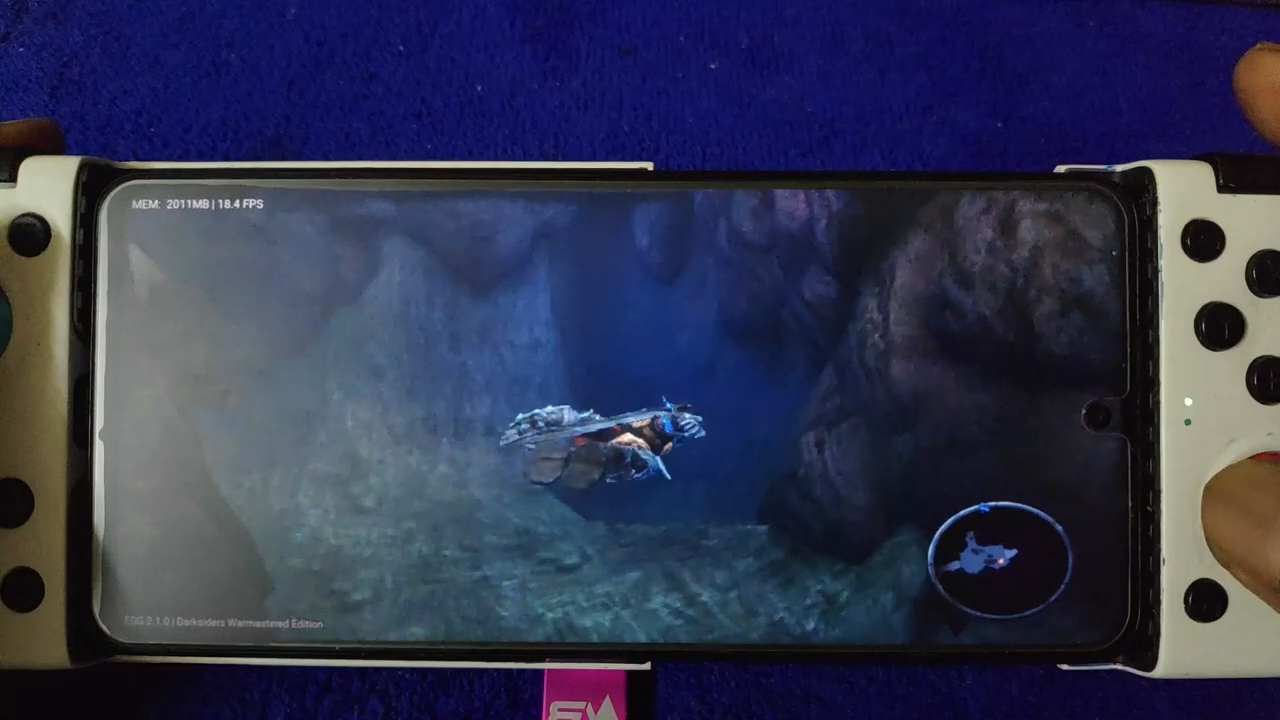 MEM: 2011MB | 18.4 FPS
EGG 2.1.0 | Darksiders Warmastered Edition